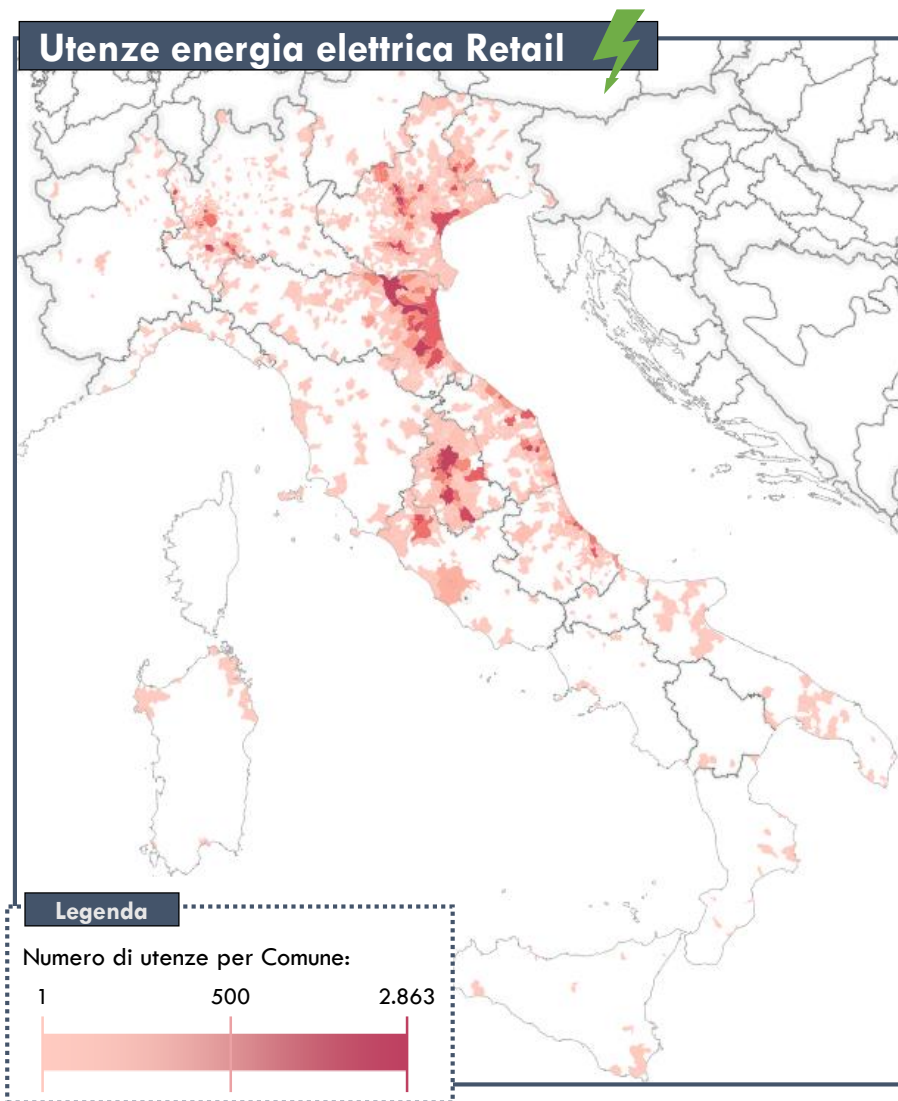 Utenze energia elettrica Retail
Legenda
Numero di utenze per Comune:
1 500 2.863